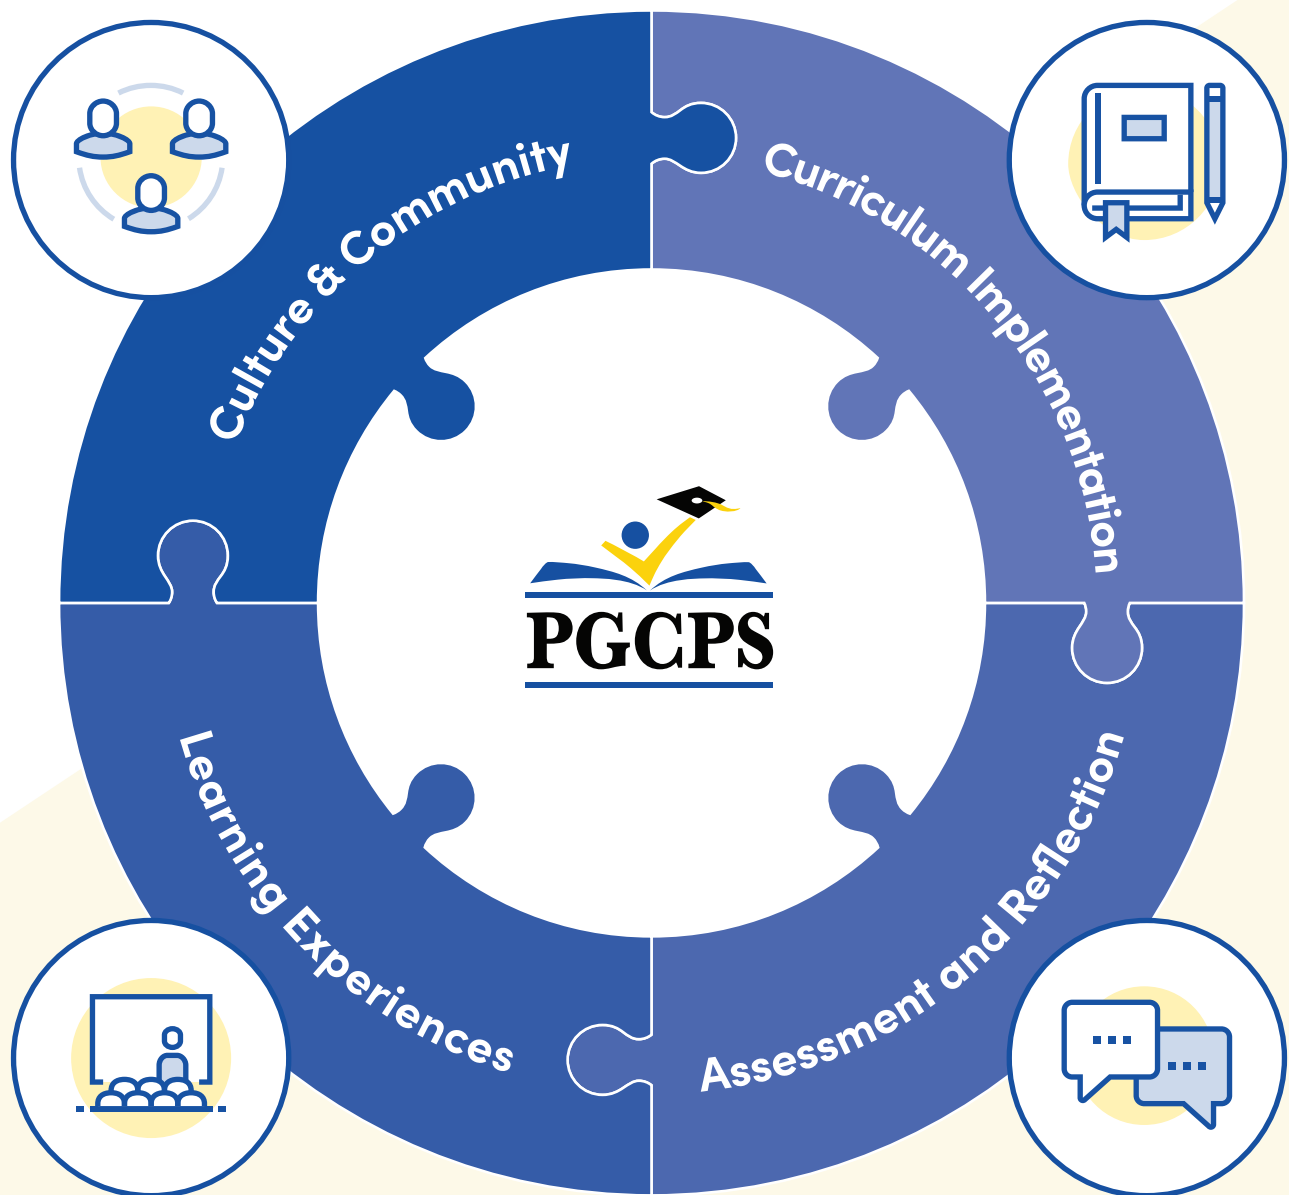 Culture & Community
Curriculum Implementation
PGCPS
Learning Experiences
Assessment and Reflection